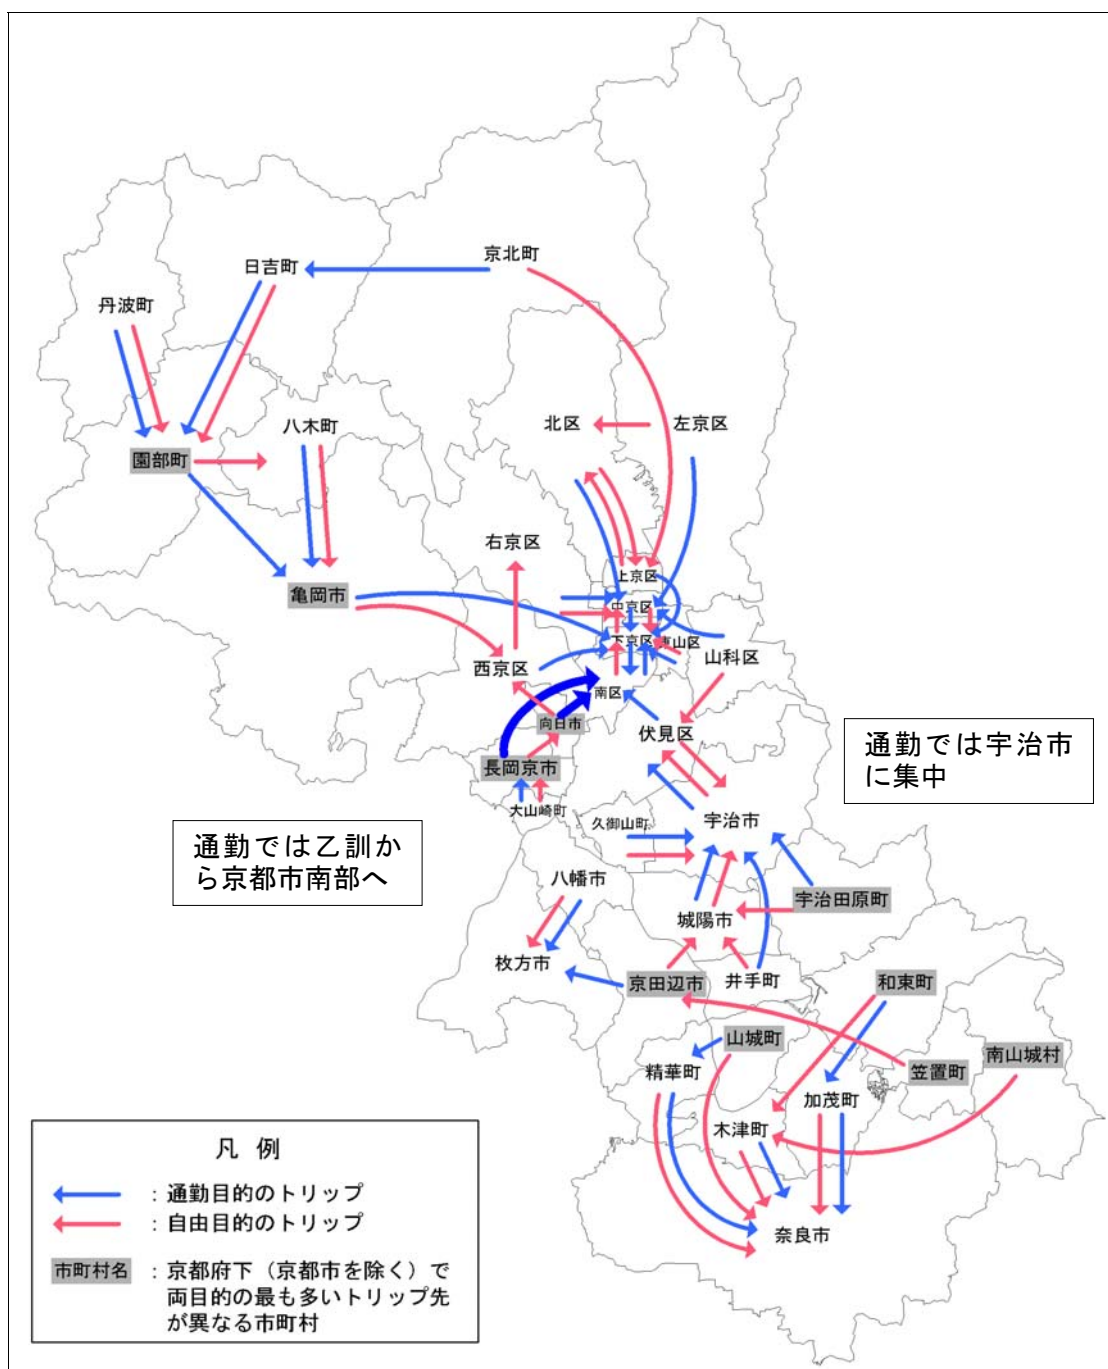 京北町
日吉町
丹波町
北区
左京区
八木町
園部町
右京区
上京区
亀岡市
中京区
下京区
東山区
山科区
西京区
南区
向日市
伏見区
通勤では宇治市
に集中
長岡京市
大山崎町
久御山町
宇治市
通勤では乙訓か
ら京都市南部へ
八幡市
宇治田原町
城陽市
枚方市
京田辺市
井手町
和束町
山城町
南山城村
精華町
笠置町
加茂町
木津町
奈良市
凡 例
：通勤目的のトリップ
：自由目的のトリップ
市町村名
：京都府下（京都市を除く）で
両目的の最も多いトリップ先
が異なる市町村